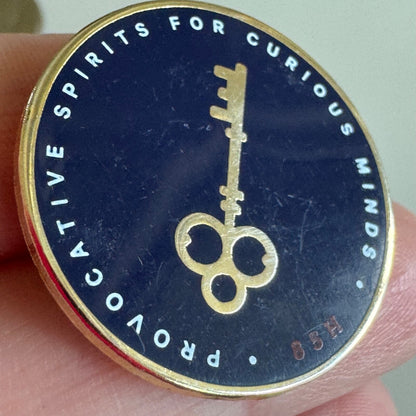 PROVOCATIVE SPIRITS FOR CURIOUS MINDS
85H